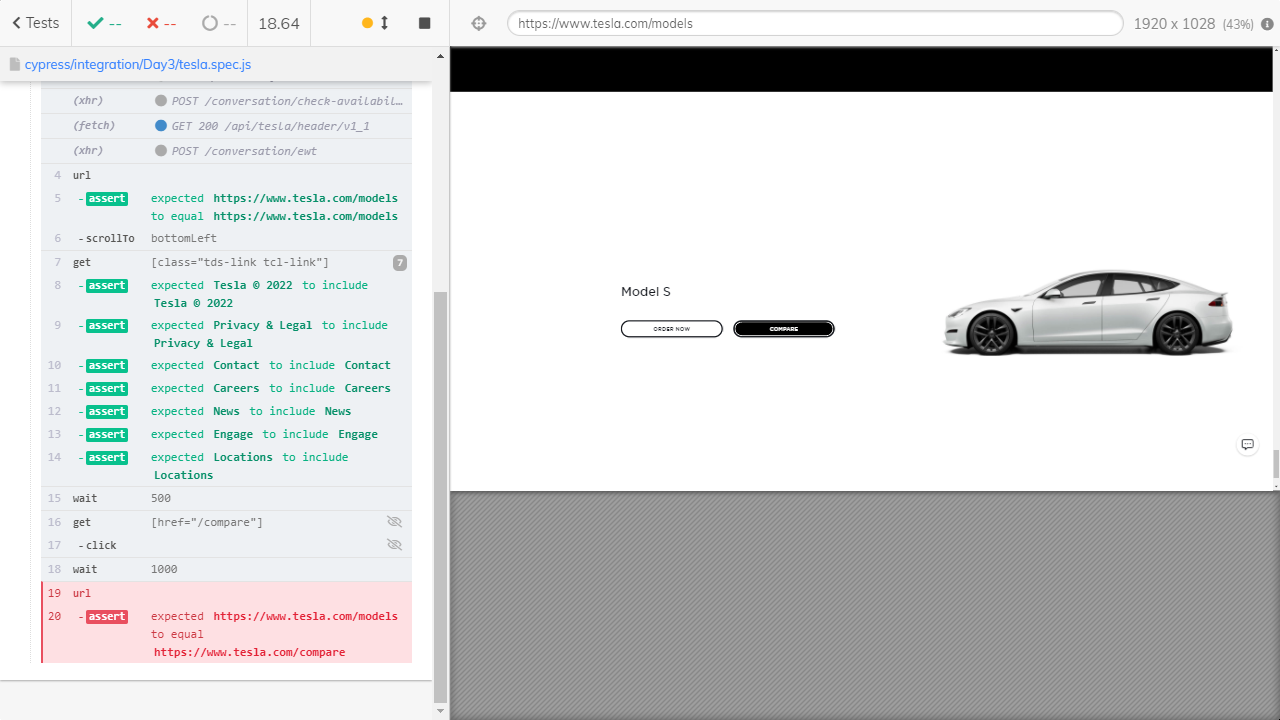 Tests
--
--
--
18.64
https://www.tesla.com/models
1920 x 1028 (43%)
cypress/integration/Day3/tesla.spec.js
(xhr) POST /conversation/check-availabil…
(fetch) GET 200 /api/tesla/header/v1_1
(xhr) POST /conversation/ewt
4 url
5 -assert expected https://www.tesla.com/models
to equal https://www.tesla.com/models
6 -scrollTo bottomLeft
7 get [class="tds-link tcl-link"] 7
8 -assert expected Tesla © 2022 to include
Tesla © 2022
9 -assert expected Privacy & Legal to include
Privacy & Legal
10 -assert expected Contact to include Contact
11 -assert expected Careers to include Careers
12 -assert expected News to include News
13 -assert expected Engage to include Engage
14 -assert expected Locations to include
Locations
15 wait 500
16 get [href="/compare"]
17 -click
18 wait 1000
19 url
20 -assert expected https://www.tesla.com/models
to equal
https://www.tesla.com/compare
Model S
ORDER NOW
COMPARE